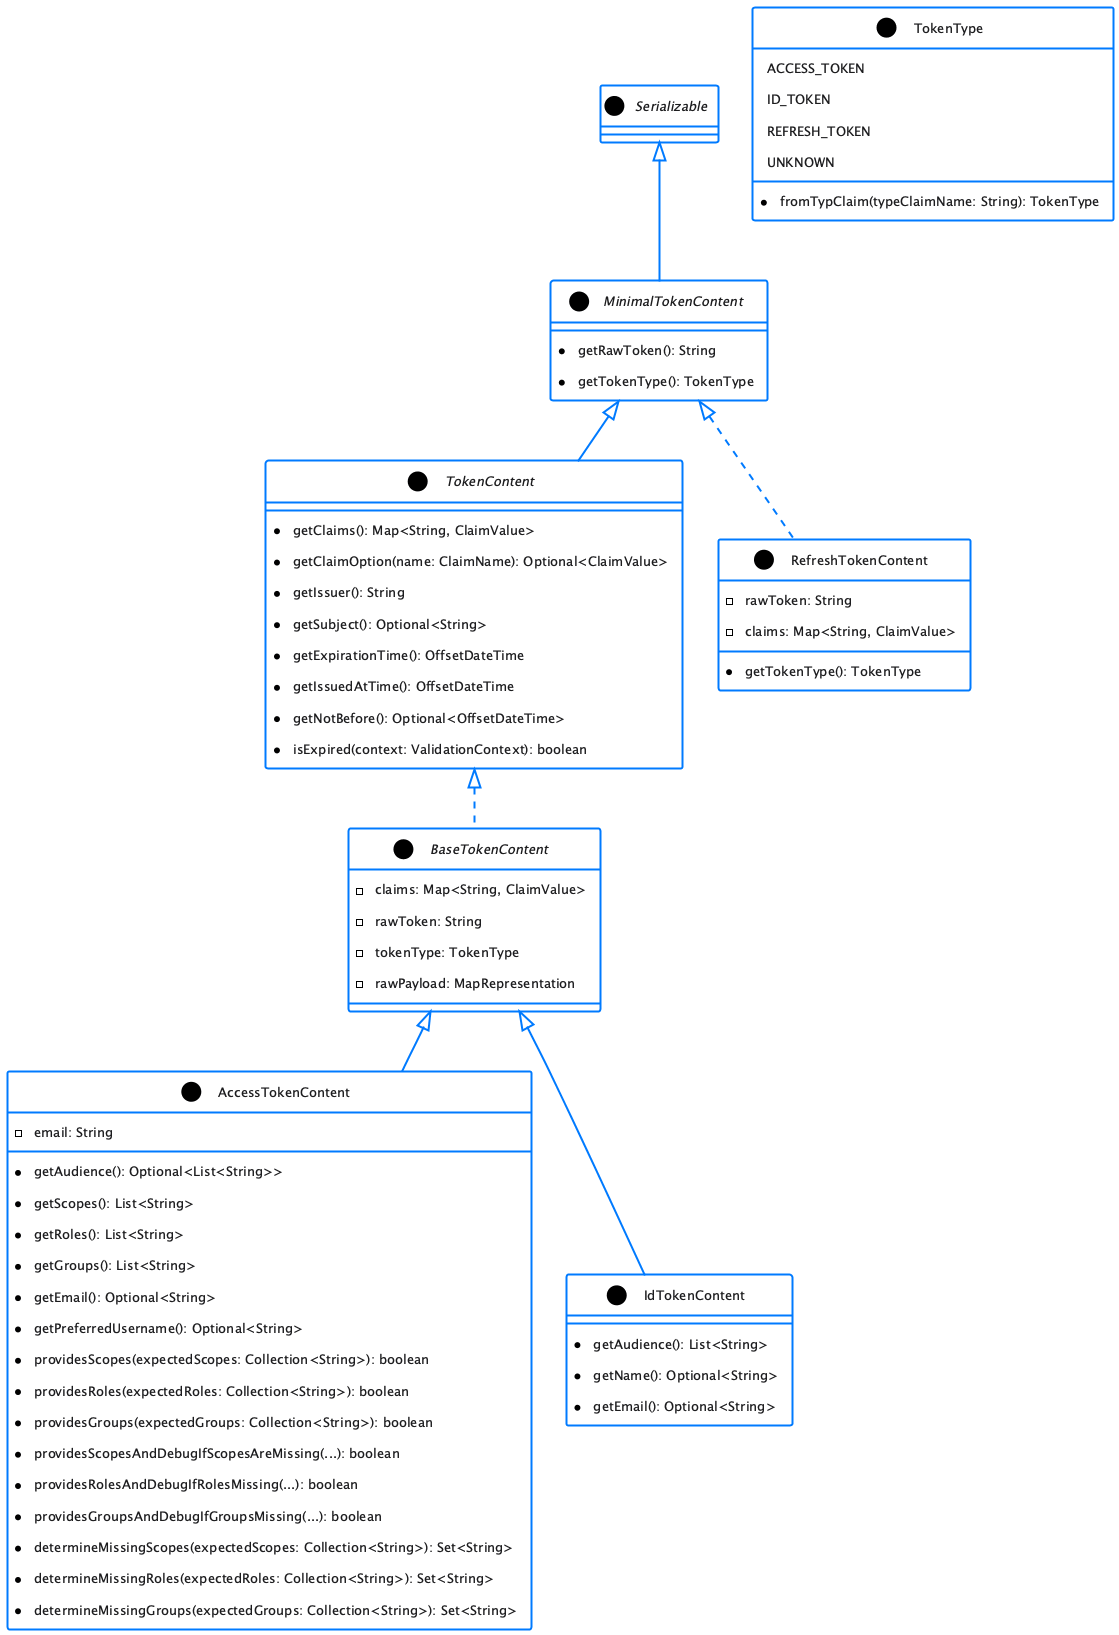 TokenType
ACCESS_TOKEN
ID_TOKEN
REFRESH_TOKEN
UNKNOWN
fromTypClaim(typeClaimName: String): TokenType
Serializable
MinimalTokenContent
getRawToken(): String
getTokenType(): TokenType
TokenContent
getClaims(): Map<String, ClaimValue>
getClaimOption(name: ClaimName): Optional<ClaimValue>
getIssuer(): String
getSubject(): Optional<String>
getExpirationTime(): OffsetDateTime
getIssuedAtTime(): OffsetDateTime
getNotBefore(): Optional<OffsetDateTime>
isExpired(context: ValidationContext): boolean
RefreshTokenContent
rawToken: String
claims: Map<String, ClaimValue>
getTokenType(): TokenType
BaseTokenContent
claims: Map<String, ClaimValue>
rawToken: String
tokenType: TokenType
rawPayload: MapRepresentation
AccessTokenContent
email: String
getAudience(): Optional<List<String>>
getScopes(): List<String>
getRoles(): List<String>
getGroups(): List<String>
getEmail(): Optional<String>
getPreferredUsername(): Optional<String>
providesScopes(expectedScopes: Collection<String>): boolean
providesRoles(expectedRoles: Collection<String>): boolean
providesGroups(expectedGroups: Collection<String>): boolean
providesScopesAndDebugIfScopesAreMissing(...): boolean
providesRolesAndDebugIfRolesMissing(...): boolean
providesGroupsAndDebugIfGroupsMissing(...): boolean
determineMissingScopes(expectedScopes: Collection<String>): Set<String>
determineMissingRoles(expectedRoles: Collection<String>): Set<String>
determineMissingGroups(expectedGroups: Collection<String>): Set<String>
IdTokenContent
getAudience(): List<String>
getName(): Optional<String>
getEmail(): Optional<String>